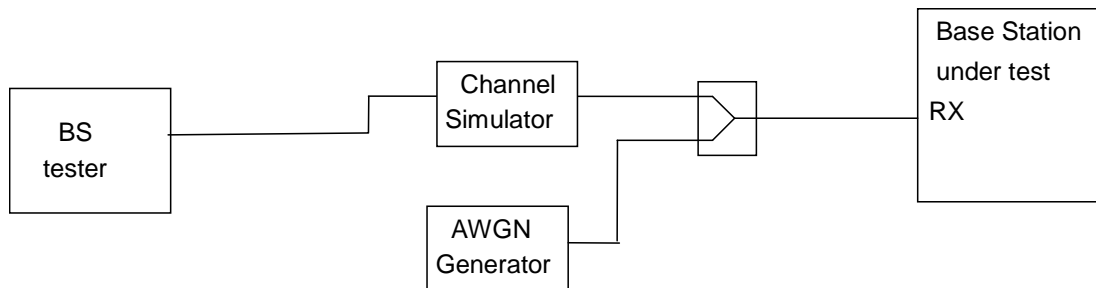 BS
tester
Channel
Simulator
AWGN
Generator
Base Station
under test
RX